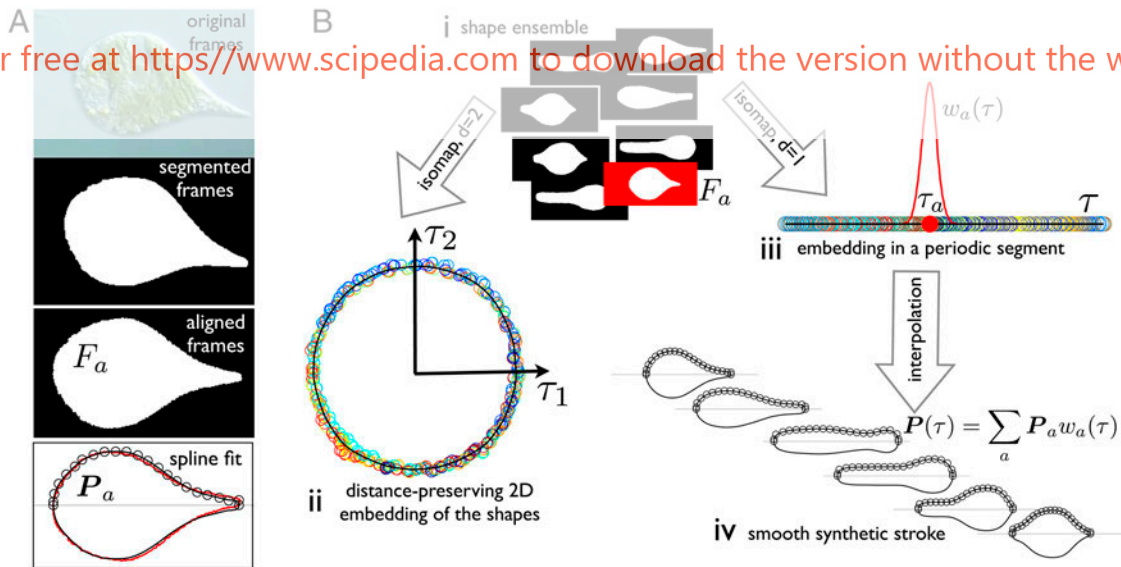 A
original
frames
segmented
frames
aligned
frames
F_a
spline fit
P_a
B
i shape ensemble
r free at https//www.scipedia.com to download the version without the w
isomap, d=2
isomap, d=1
F_a
w_a(τ)
τ_a
τ
iii embedding in a periodic segment
τ_2
τ_1
ii distance-preserving 2D
embedding of the shapes
interpolation
P(τ) = ∑_a P_a w_a(τ)
iv smooth synthetic stroke